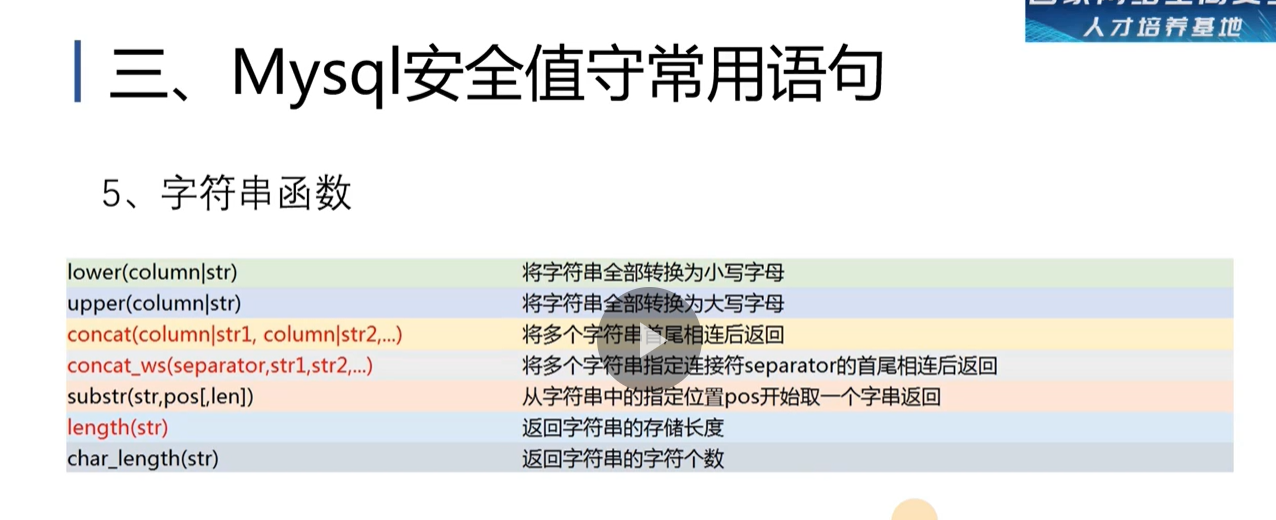 人才培养基地
三、Mysql安全值守常用语句
5、字符串函数
lower(column|str) 将字符串全部转换为小写字母
upper(column|str) 将字符串全部转换为大写字母
concat(column|str1, column|str2,...) 将多个字符串首尾相连后返回
concat_ws(separator,str1,str2,...) 将多个字符串指定连接符separator的首尾相连后返回
substr(str,pos[,len]) 从字符串中的指定位置pos开始取一个字串返回
length(str) 返回字符串的存储长度
char_length(str) 返回字符串的字符个数